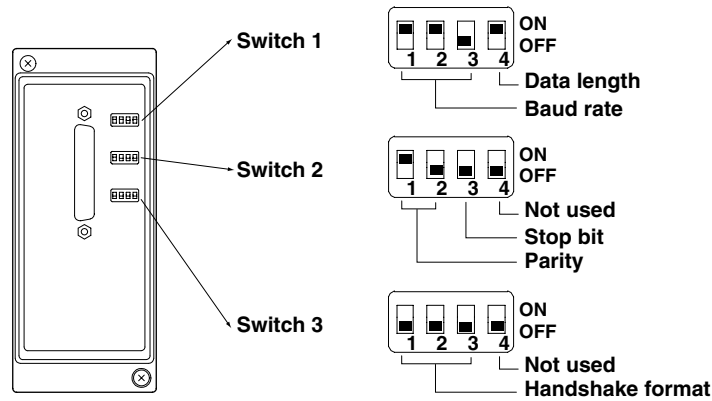 Switch 1
Switch 2
Switch 3
ON
OFF
1 2 3 4
Data length
Baud rate
ON
OFF
1 2 3 4
Not used
Stop bit
Parity
ON
OFF
1 2 3 4
Not used
Handshake format